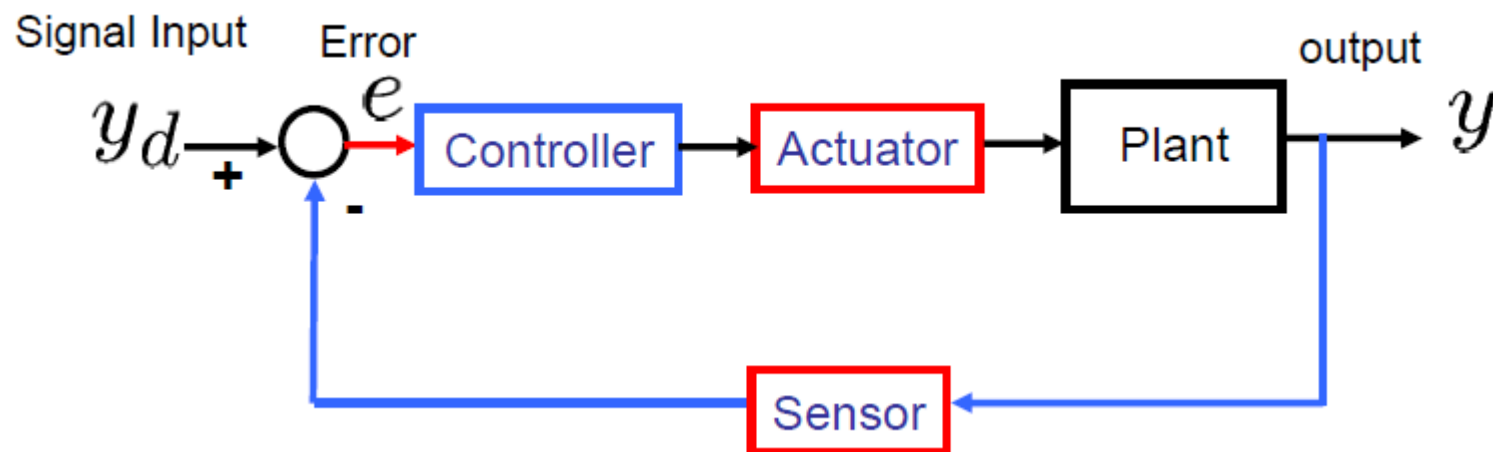 Signal Input
Error
output
y_d
e
y
+
-
Controller
Actuator
Plant
Sensor